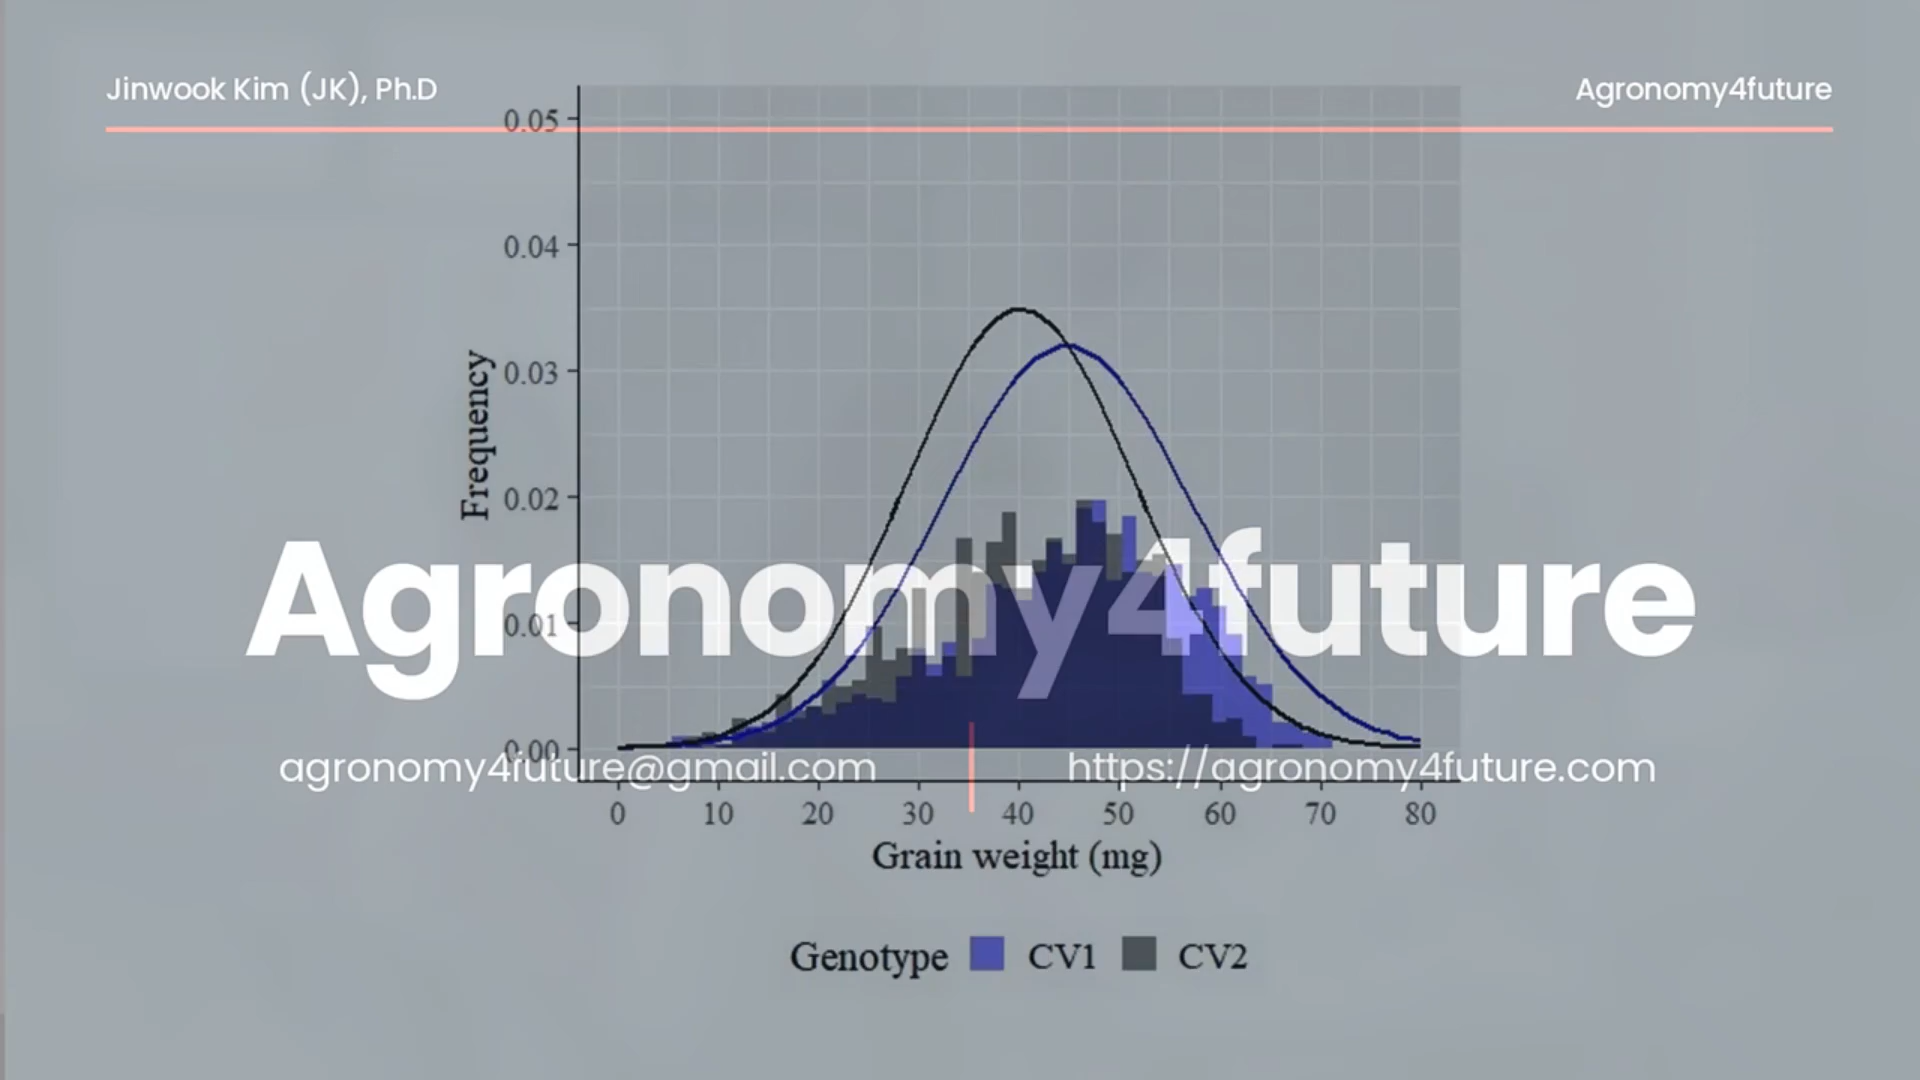 Jinwook Kim (JK), Ph.D
Agronomy4future
0.05
0.04
0.03
0.02
0.01
0.00
Frequency
Agronomy4future
agronomy4future@gmail.com
https://agronomy4future.com
0 10 20 30 40 50 60 70 80
Grain weight (mg)
Genotype CV1 CV2